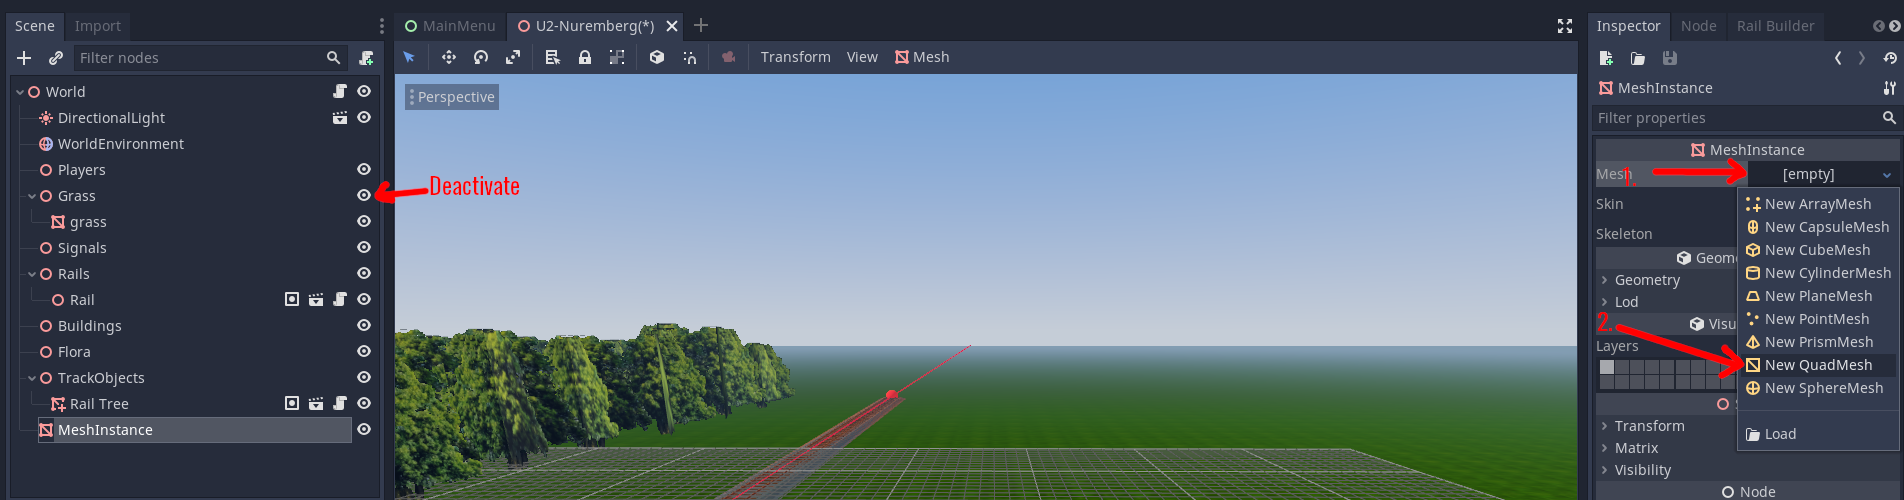 Scene Import
Filter nodes
World
DirectionalLight
WorldEnvironment
Players
Grass
grass
Signals
Rails
Rail
Buildings
Flora
TrackObjects
Rail Tree
MeshInstance
Deactivate
MainMenu U2-Nuremberg(*)
Transform View Mesh
Perspective
Inspector Node Rail Builder
MeshInstance
Filter properties
MeshInstance
Mesh 1. [empty]
Skin
Skeleton
Geom
Geometry
Lod
Visu
2.
Layers
Transform
Matrix
Visibility
Node
New ArrayMesh
New CapsuleMesh
New CubeMesh
New CylinderMesh
New PlaneMesh
New PointMesh
New PrismMesh
New QuadMesh
New SphereMesh
Load